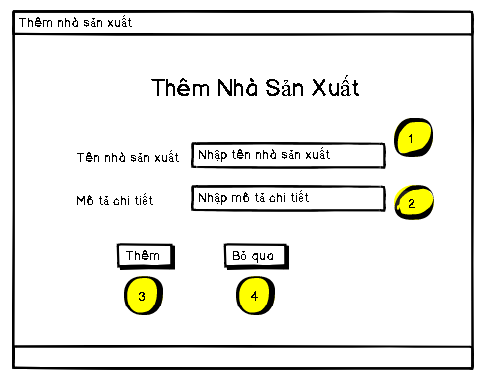 Thêm nhà sản xuất
Thêm Nhà Sản Xuất
1
Tên nhà sản xuất Nhập tên nhà sản xuất
Mô tả chi tiết Nhập mô tả chi tiết
2
Thêm Bỏ qua
3 4